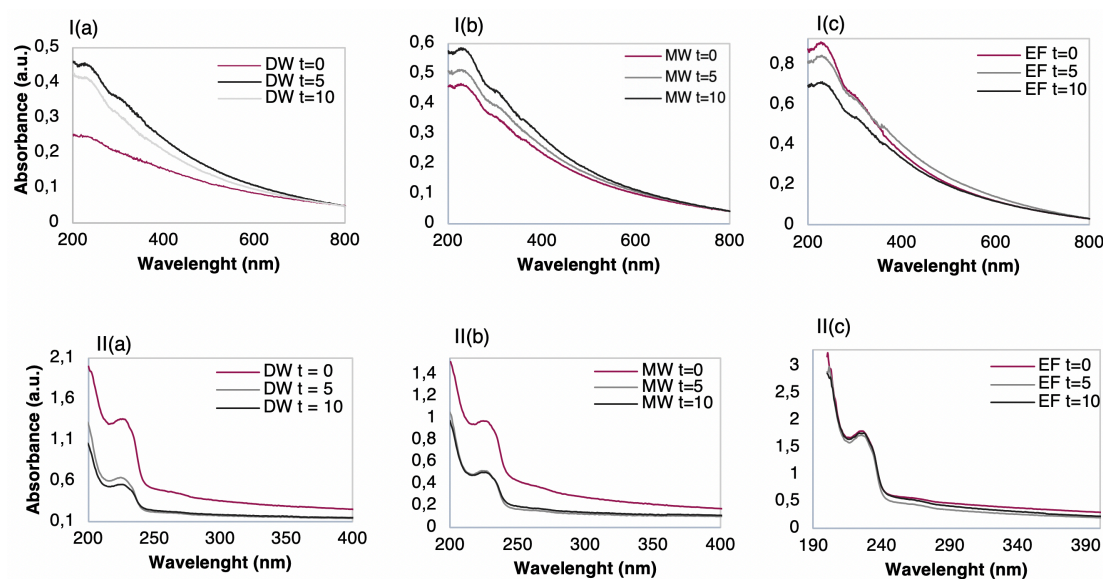 I(a)
0,5
0,4
0,3
0,2
0,1
0
200 400 600 800
Absorbance (a.u.)
Wavelenght (nm)
DW t=0
DW t=5
DW t=10
I(b)
0,6
0,5
0,4
0,3
0,2
0,1
0
200 400 600 800
Wavelenght (nm)
MW t=0
MW t=5
MW t=10
I(c)
0,8
0,6
0,4
0,2
0
200 400 600 800
Wavelenght (nm)
EF t=0
EF t=5
EF t=10
II(a)
2,1
1,6
1,1
0,6
0,1
200 250 300 350 400
Absorbance (a.u.)
Wavelenght (nm)
DW t = 0
DW t = 5
DW t = 10
II(b)
1,4
1,2
1
0,8
0,6
0,4
0,2
0
200 250 300 350 400
Wavelenght (nm)
MW t=0
MW t=5
MW t=10
II(c)
3
2,5
2
1,5
1
0,5
0
190 240 290 340 390
Wavelenght (nm)
EF t=0
EF t=5
EF t=10